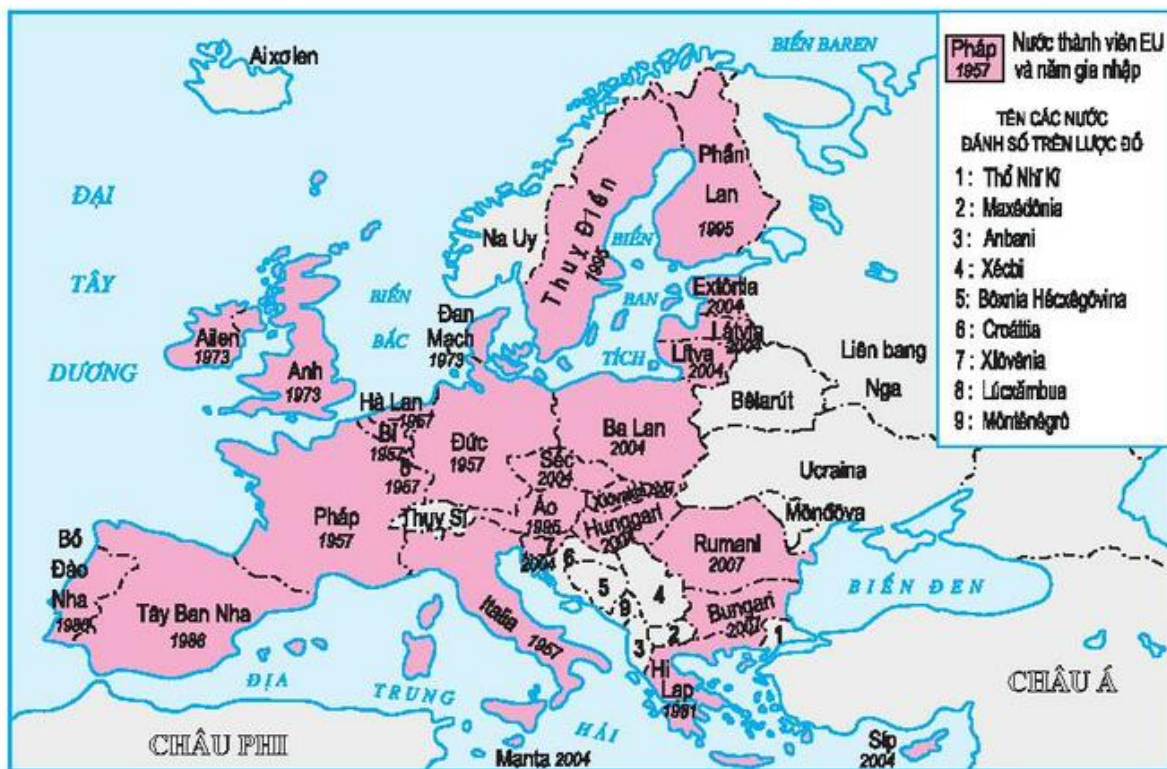 Aixơlen
BIỂN BAREN
ĐẠI
TÂY
DƯƠNG
Na Uy
Thuỵ Điển
1995
Phần
Lan
1995
BIỂN
BAN
TÍCH
BIỂN
BẮC
Đan
Mạch
1973
Ailen
1973
Anh
1973
Extônia
2004
Látvia
2004
Lítva
2004
Liên bang
Nga
Bêlarút
Hà Lan
1957
Bỉ
1957
8
1957
Đức
1957
Ba Lan
2004
Séc
2004
Ucraina
Pháp
1957
Thuỵ Sĩ
Áo
1995
Hunggari
Mônđôva
Rumani
2007
7
2004
6
5
9
4
2
3
1
Bungari
2007
BIỂN ĐEN
Bồ
Đào
Nha
1986
Tây Ban Nha
1986
Italia
1957
Hi
Lạp
1981
ĐỊA
TRUNG
HẢI
CHÂU PHI
Manta 2004
Síp
2004
CHÂU Á
Pháp
1957
Nước thành viên EU
và năm gia nhập
TÊN CÁC NƯỚC
ĐÁNH SỐ TRÊN LƯỢC ĐỒ
1: Thổ Nhĩ Kì
2: Maxêđônia
3: Anbani
4: Xécbi
5: Bôxnia Hécxêgôvina
6: Crôáttia
7: Xlôvênia
8: Lúcxămbua
9: Môntênêgrô